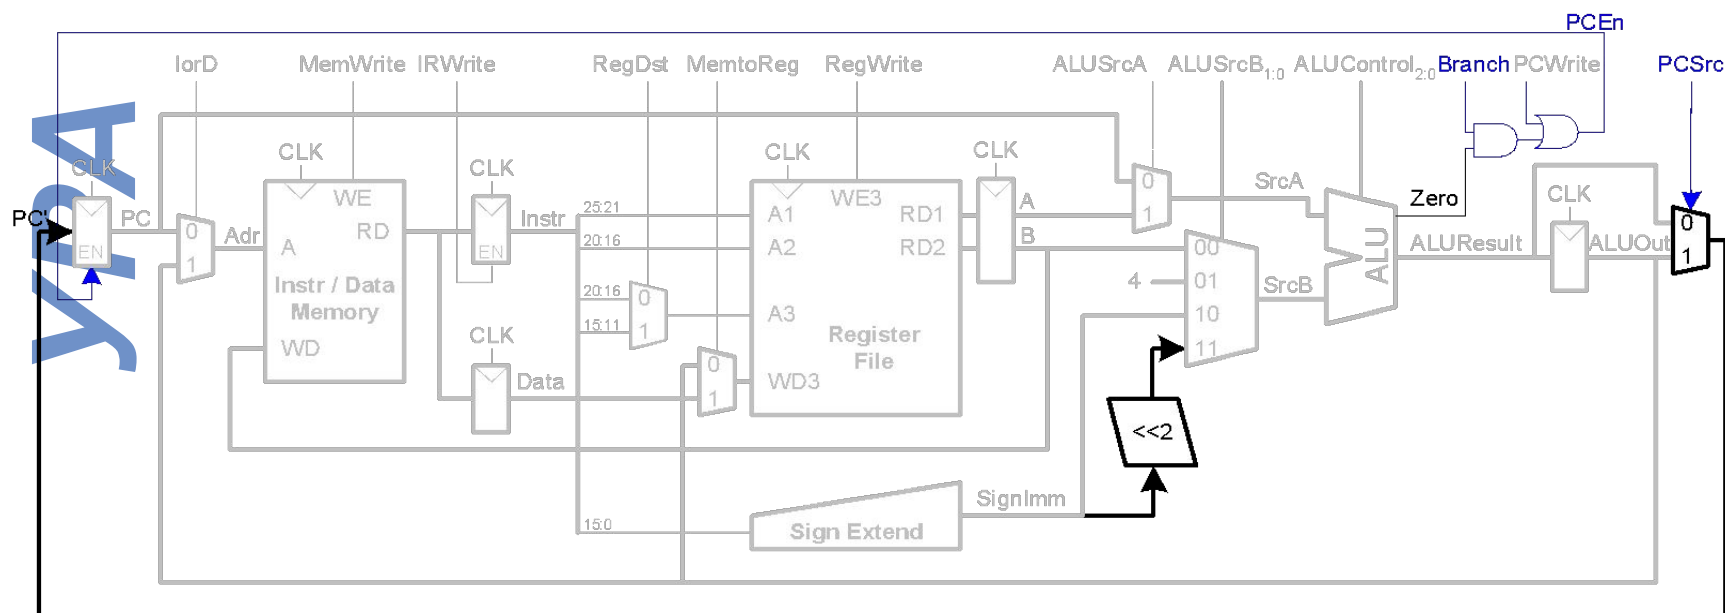 PCEn
IorD MemWrite IRWrite RegDst MemtoReg RegWrite ALUSrcA ALUSrcB1:0 ALUControl2:0 Branch PCWrite PCSrc
CLK CLK CLK CLK CLK CLK
PC' PC EN
0 1 Adr
WE A RD Instr / Data Memory WD
EN Instr
CLK Data
25:21
20:16
20:16
15:11
15:0
0 1
0 1
A1 A2 A3 WD3 WE3 RD1 RD2 Register File
A
B
0 1 SrcA
00
4 01
10
11
SrcB
<<2
SignImm
Sign Extend
ALU Zero
ALUResult ALUOut
0 1